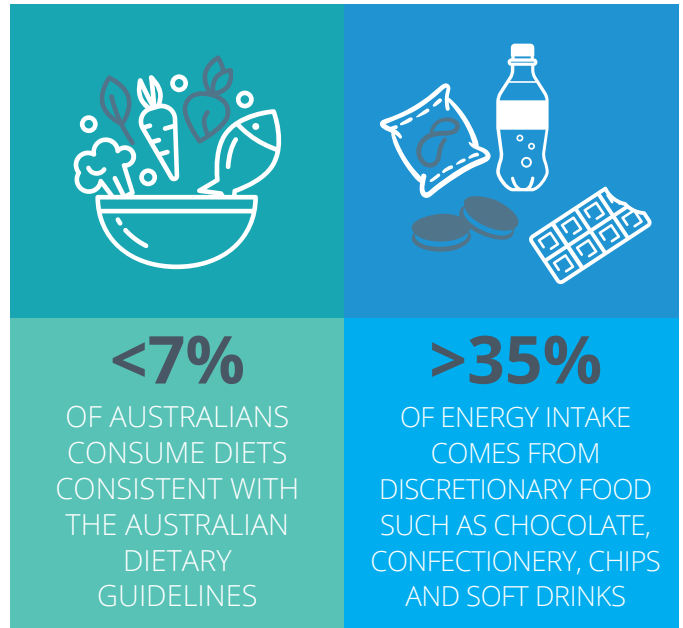 <7%
OF AUSTRALIANS
CONSUME DIETS
CONSISTENT WITH
THE AUSTRALIAN
DIETARY
GUIDELINES
>35%
OF ENERGY INTAKE
COMES FROM
DISCRETIONARY FOOD
SUCH AS CHOCOLATE,
CONFECTIONERY, CHIPS
AND SOFT DRINKS